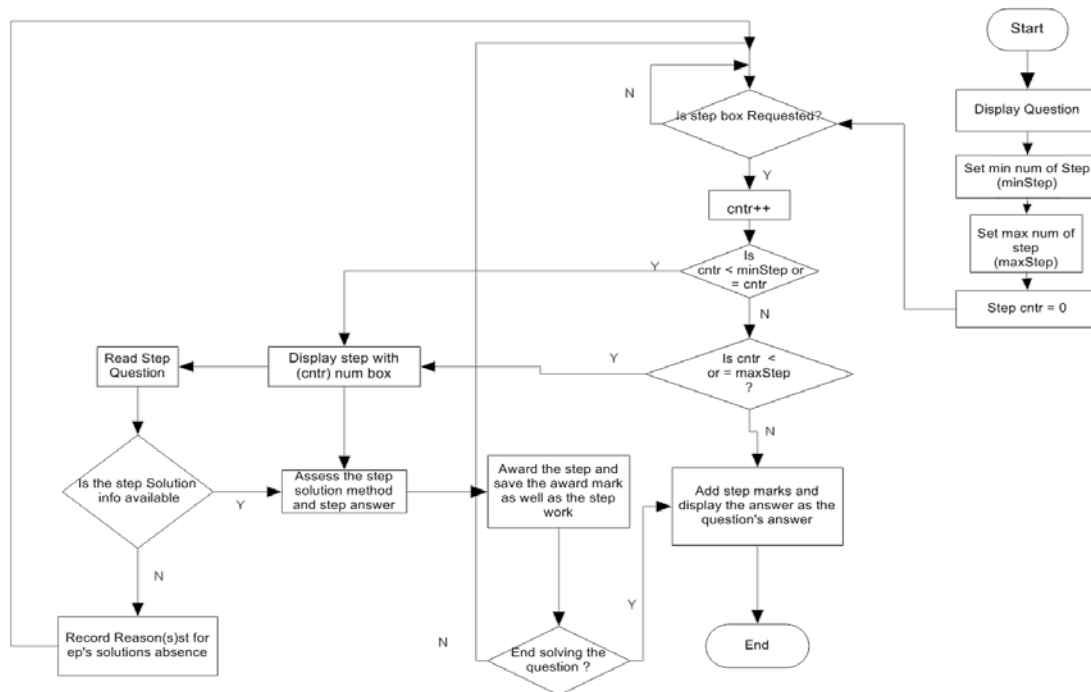 Start
Display Question
Set min num of Step
(minStep)
Set max num of
step
(maxStep)
Step cntr = 0
Is step box Requested?
N
Y
cntr++
Is
cntr < minStep or
= cntr
Y
N
Is cntr <
or = maxStep
?
Y
N
Display step with
(cntr) num box
Read Step
Question
Is the step Solution
info available
Y
N
Record Reason(s)st for
ep's solutions absence
Assess the step
solution method
and step answer
Award the step and
save the award mark
as well as the step
work
End solving the
question ?
N
Y
Add step marks and
display the answer as the
question's answer
End